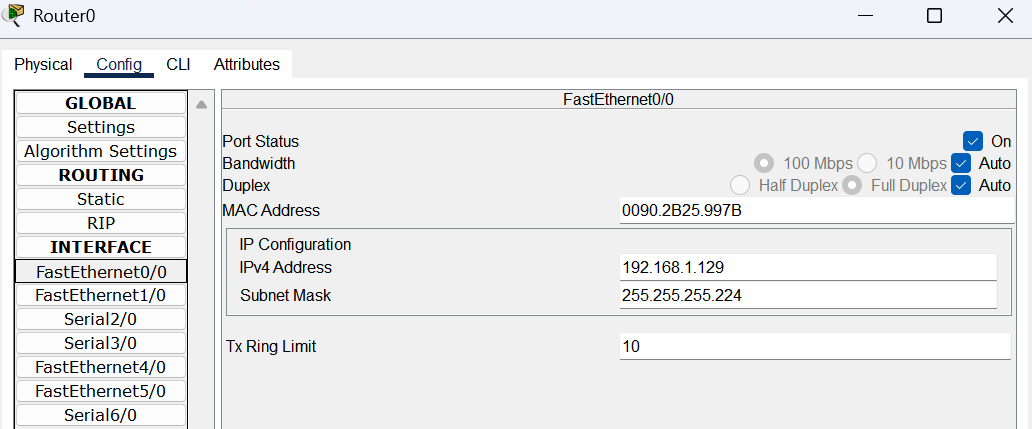 Router0
Physical Config CLI Attributes
GLOBAL
Settings
Algorithm Settings
ROUTING
Static
RIP
INTERFACE
FastEthernet0/0
FastEthernet1/0
Serial2/0
Serial3/0
FastEthernet4/0
FastEthernet5/0
Serial6/0
FastEthernet0/0
Port Status On
Bandwidth 100 Mbps 10 Mbps Auto
Duplex Half Duplex Full Duplex Auto
MAC Address 0090.2B25.997B
IP Configuration
IPv4 Address 192.168.1.129
Subnet Mask 255.255.255.224
Tx Ring Limit 10